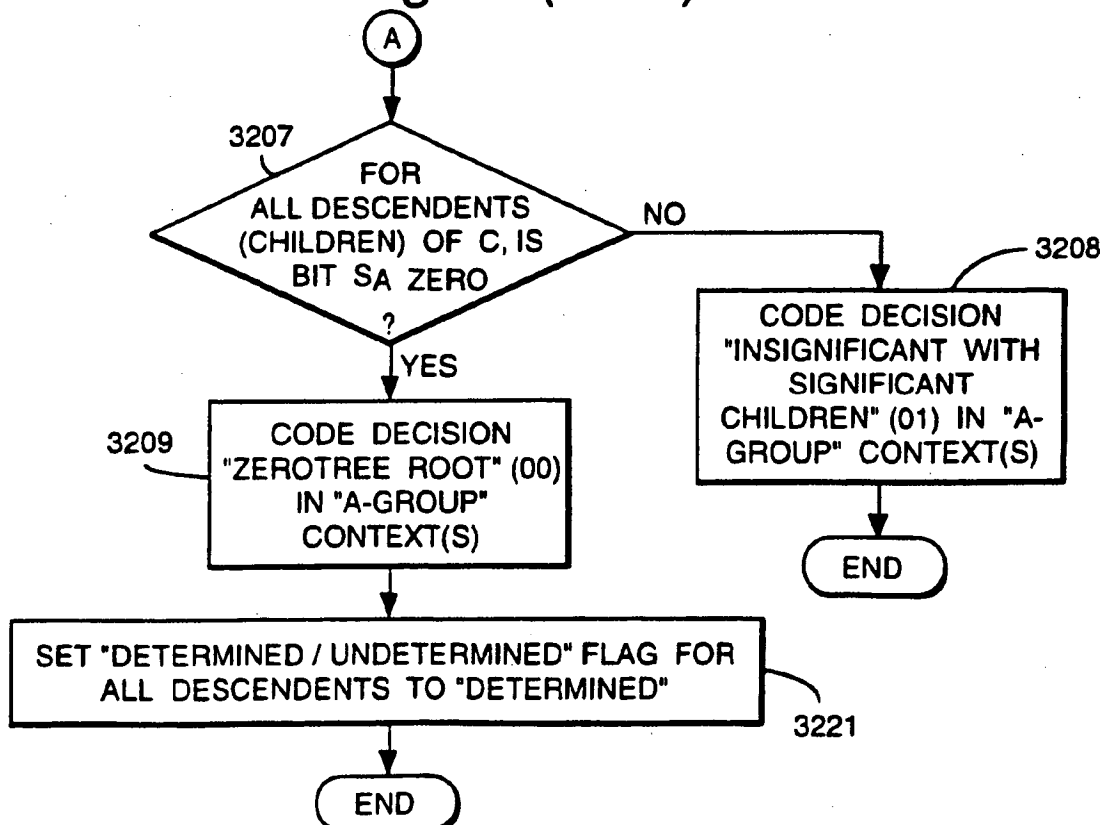 A
3207
FOR
ALL DESCENDENTS
(CHILDREN) OF C, IS
BIT SA ZERO
?
NO
YES
3208
CODE DECISION
"INSIGNIFICANT WITH
SIGNIFICANT
CHILDREN" (01) IN "A-
GROUP" CONTEXT(S)
END
3209
CODE DECISION
"ZEROTREE ROOT" (00)
IN "A-GROUP"
CONTEXT(S)
SET "DETERMINED / UNDETERMINED" FLAG FOR
ALL DESCENDENTS TO "DETERMINED"
3221
END